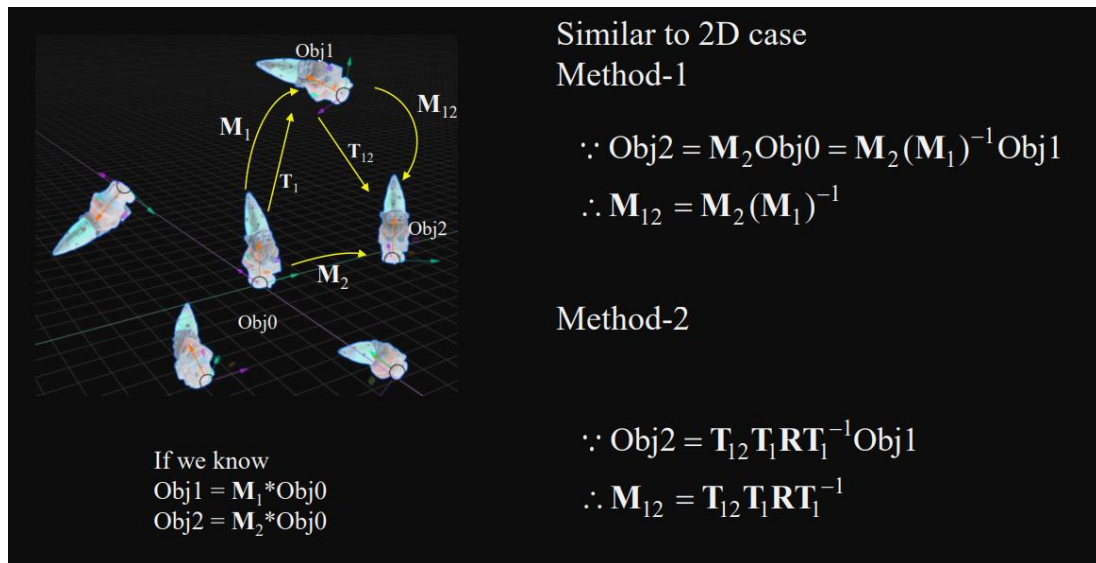 Obj1
M₁
M₁₂
T₁₂
T₁
Obj2
M₂
Obj0
If we know
Obj1 = M₁*Obj0
Obj2 = M₂*Obj0
Similar to 2D case
Method-1
∵ Obj2 = M₂Obj0 = M₂(M₁)⁻¹Obj1
∴ M₁₂ = M₂(M₁)⁻¹
Method-2
∵ Obj2 = T₁₂T₁RT₁⁻¹Obj1
∴ M₁₂ = T₁₂T₁RT₁⁻¹